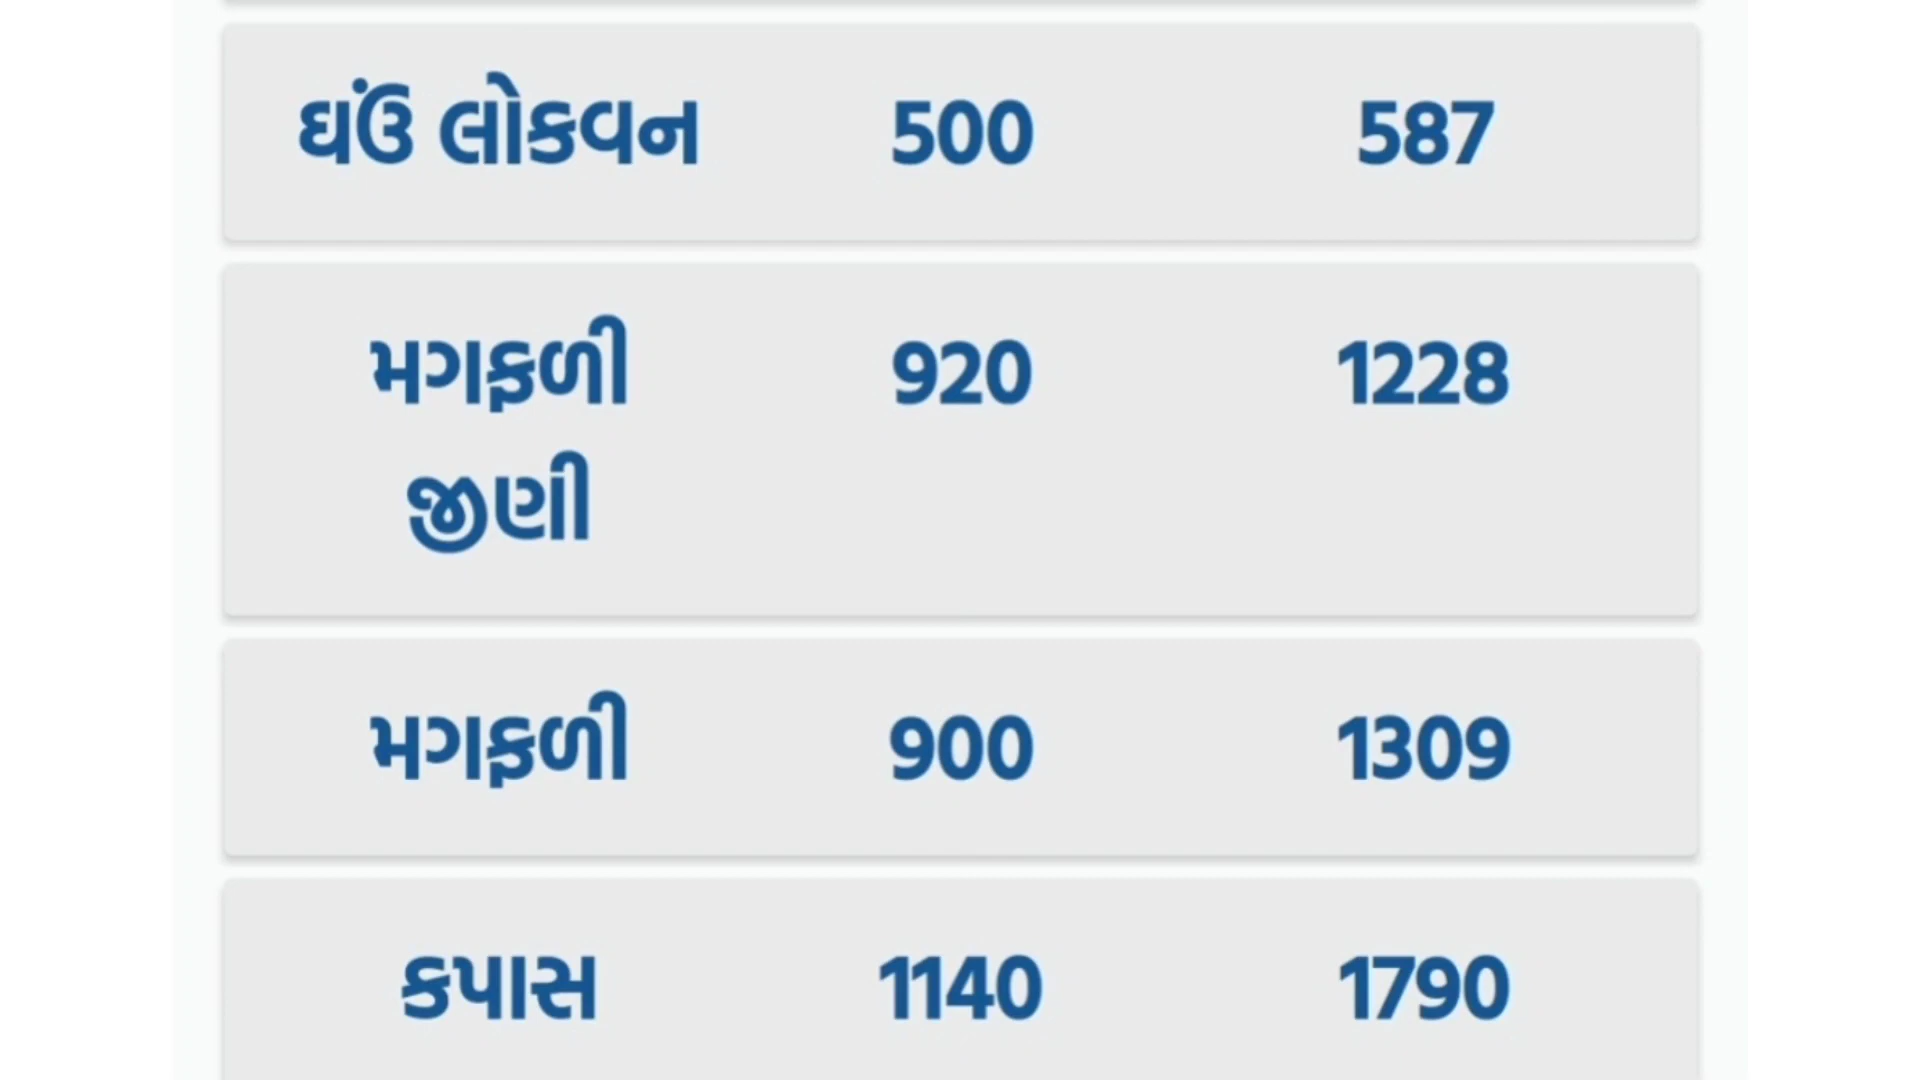 ઘઉં લોકવન 500 587
મગફળી 920 1228
જીણી
મગફળી 900 1309
કપાસ 1140 1790